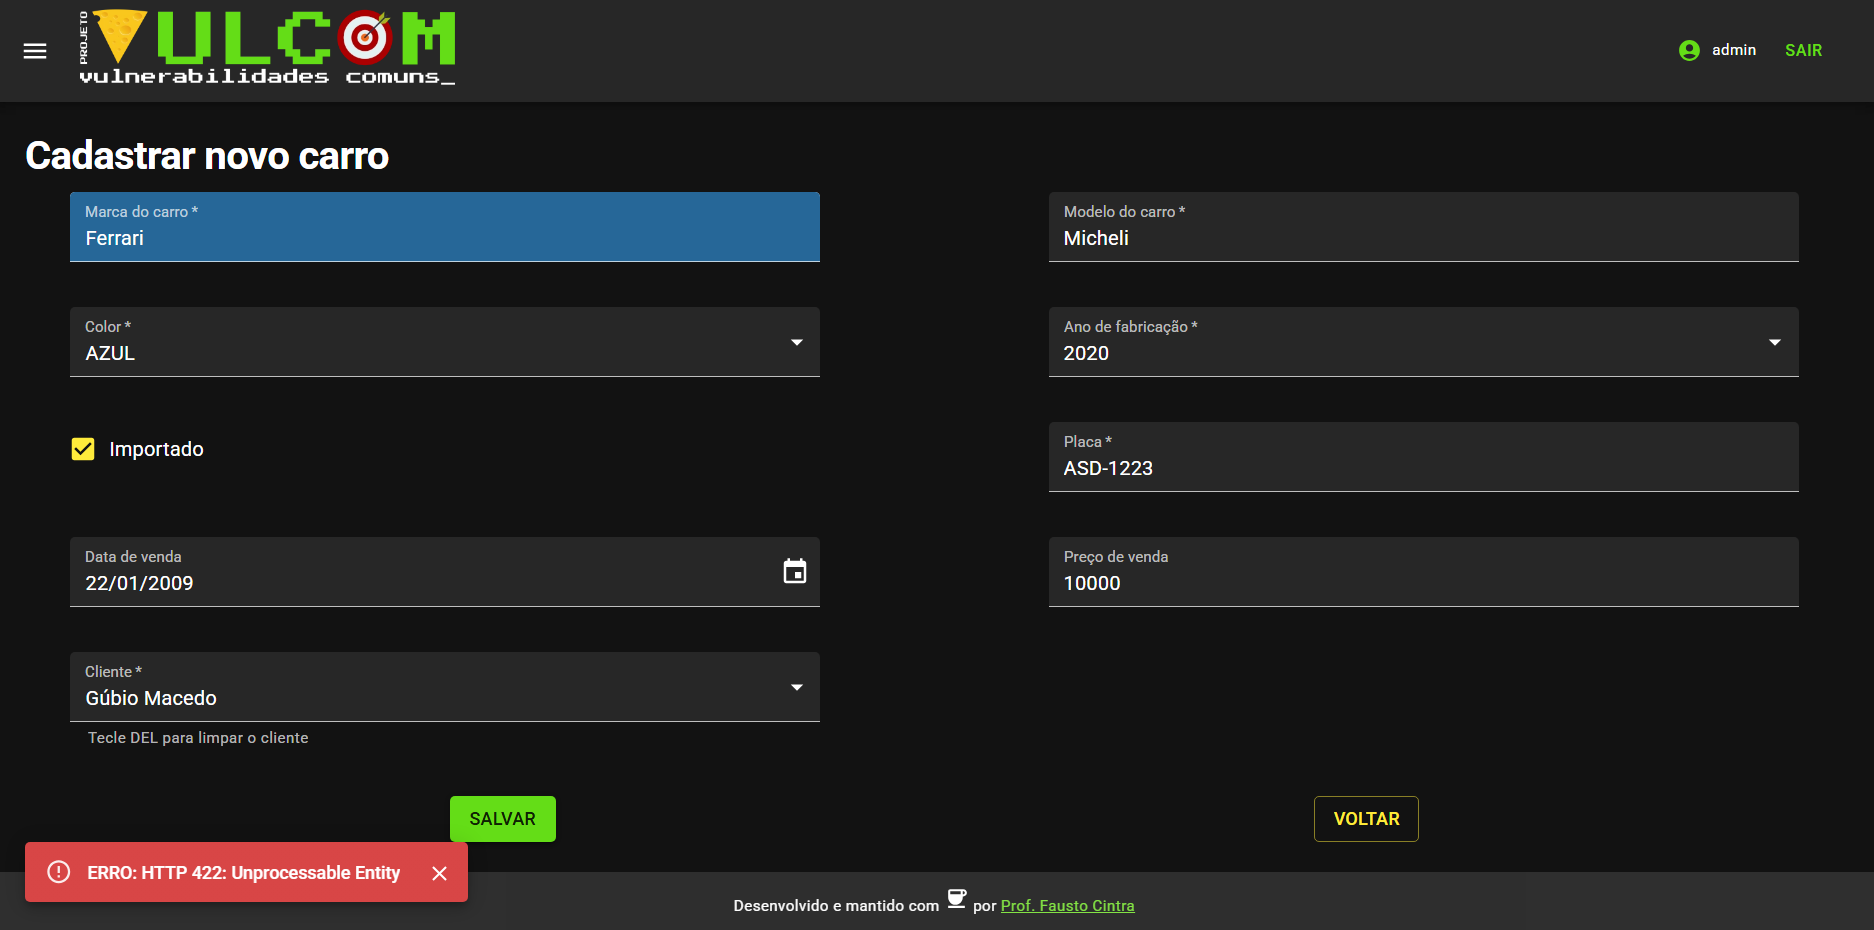 PROJETO
VULCOM
vulnerabilidades comuns_
admin
SAIR
Cadastrar novo carro
Marca do carro *
Ferrari
Modelo do carro *
Micheli
Color *
AZUL
Ano de fabricação *
2020
Importado
Placa *
ASD-1223
Data de venda
22/01/2009
Preço de venda
10000
Cliente *
Gúbio Macedo
Tecle DEL para limpar o cliente
SALVAR
VOLTAR
ERRO: HTTP 422: Unprocessable Entity
Desenvolvido e mantido com por Prof. Fausto Cintra